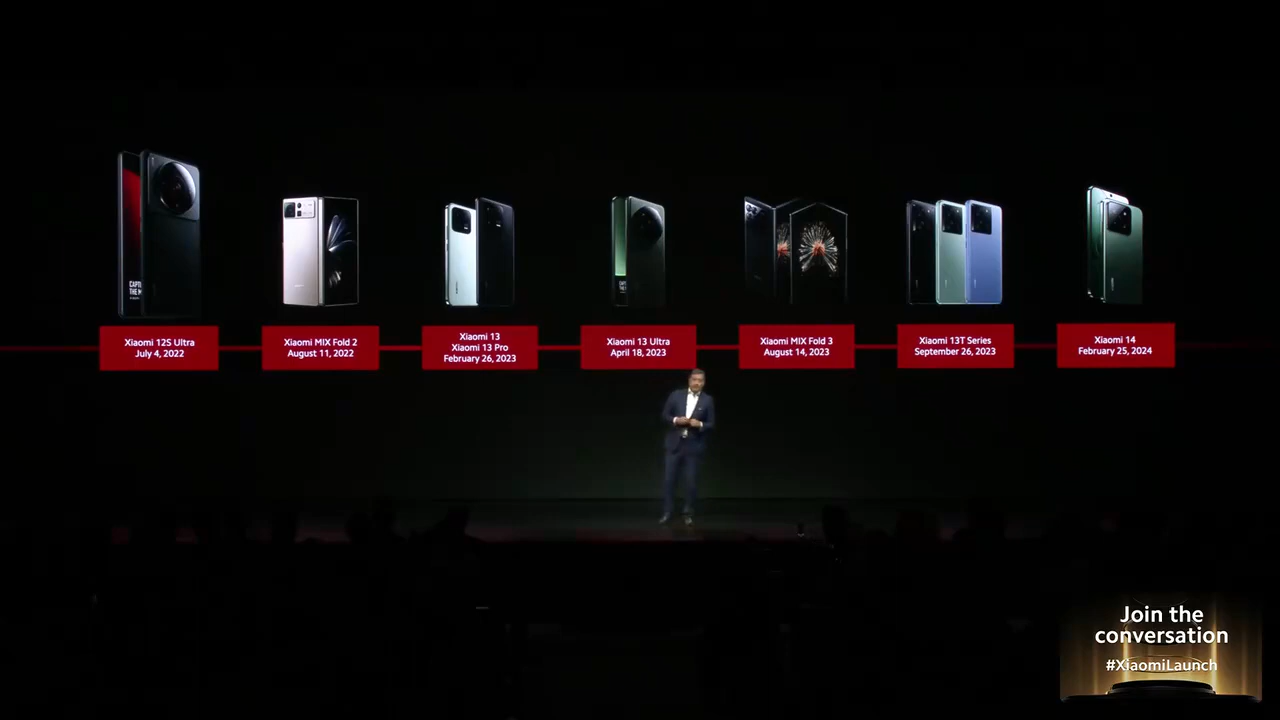 Xiaomi 12S Ultra
July 4, 2022
Xiaomi MIX Fold 2
August 11, 2022
Xiaomi 13
Xiaomi 13 Pro
February 26, 2023
Xiaomi 13 Ultra
April 18, 2023
Xiaomi MIX Fold 3
August 14, 2023
Xiaomi 13T Series
September 26, 2023
Xiaomi 14
February 25, 2024
Join the
conversation
#XiaomiLaunch